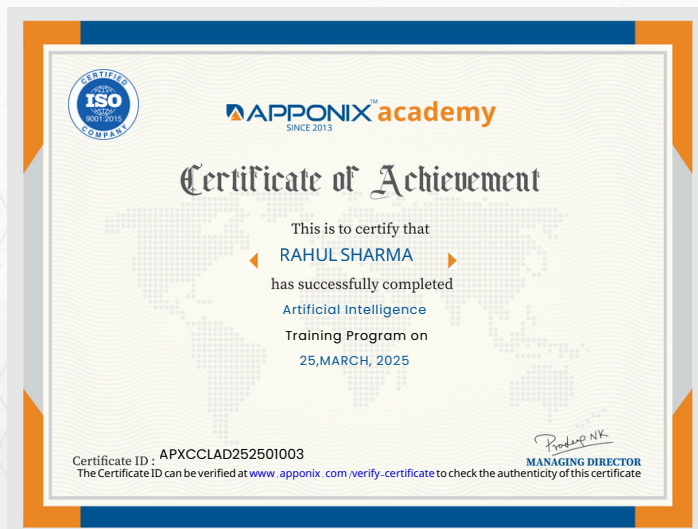 CERTIFIED
ISO
9001:2015
COMPANY
APPONIX™ academy
SINCE 2013
Certificate of Achievement
This is to certify that
RAHUL SHARMA
has successfully completed
Artificial Intelligence
Training Program on
25,MARCH, 2025
Pradeep NK
Certificate ID : APXCCLAD252501003
MANAGING DIRECTOR
The Certificate ID can be verified at www.apponix.com/verify-certificate to check the authenticity of this certificate